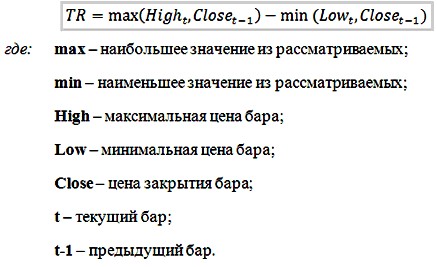 TR = max(High_t, Close_{t−1}) − min (Low_t, Close_{t−1})
где: max – наибольшее значение из рассматриваемых;
min – наименьшее значение из рассматриваемых;
High – максимальная цена бара;
Low – минимальная цена бара;
Close – цена закрытия бара;
t – текущий бар;
t-1 – предыдущий бар.